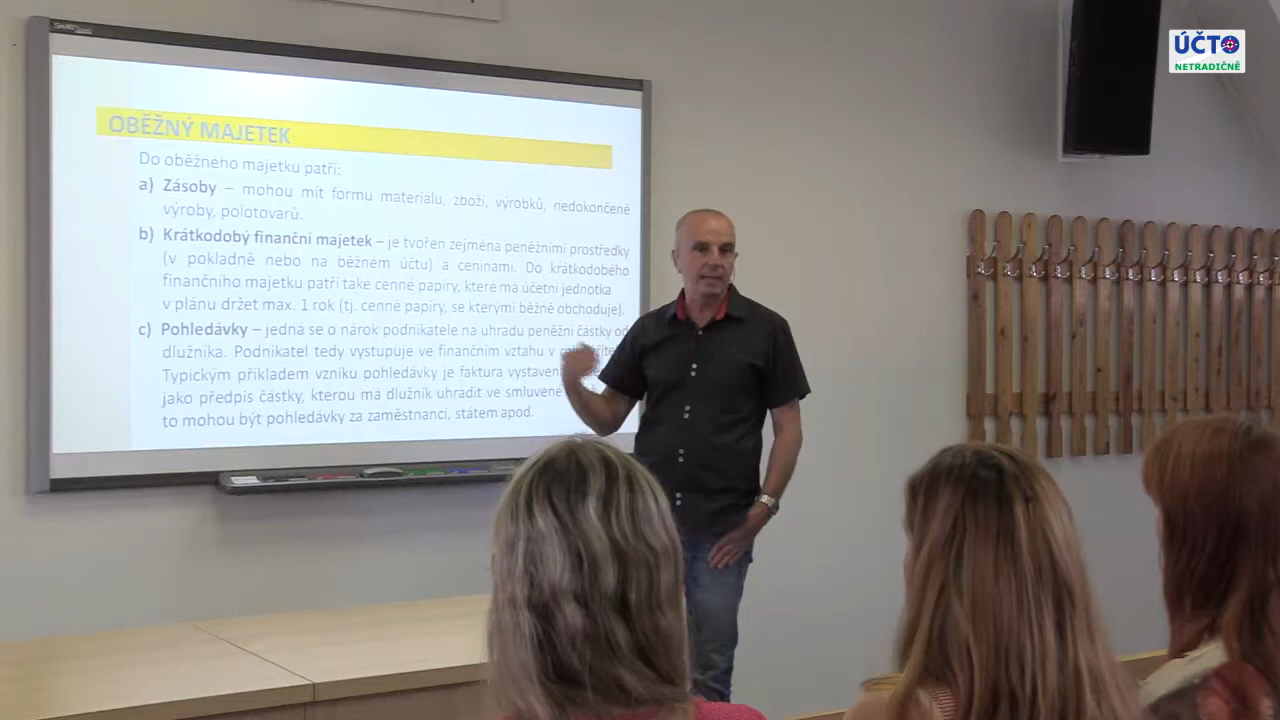 SMART
ÚČTO
NETRADIČNĚ
OBĚŽNÝ MAJETEK
Do oběžného majetku patří:
a) Zásoby – mohou mít formu materiálu, zboží, výrobků, nedokončené
výroby, polotovarů.
b) Krátkodobý finanční majetek – je tvořen zejména peněžními prostředky
(v pokladně nebo na běžném účtu) a ceninami. Do krátkodobého
finančního majetku patří také cenné papíry, které má účetní jednotka
v plánu držet max. 1 rok (tj. cenné papíry, se kterými běžně obchoduje).
c) Pohledávky – jedná se o nárok podnikatele na úhradu peněžní částky od
dlužníka. Podnikatel tedy vystupuje ve finančním vztahu v
Typickým příkladem vzniku pohledávky je faktura
jako předpis částky, kterou má dlužník uhradit ve smluvené
to mohou být pohledávky za zaměstnanci, státem apod.